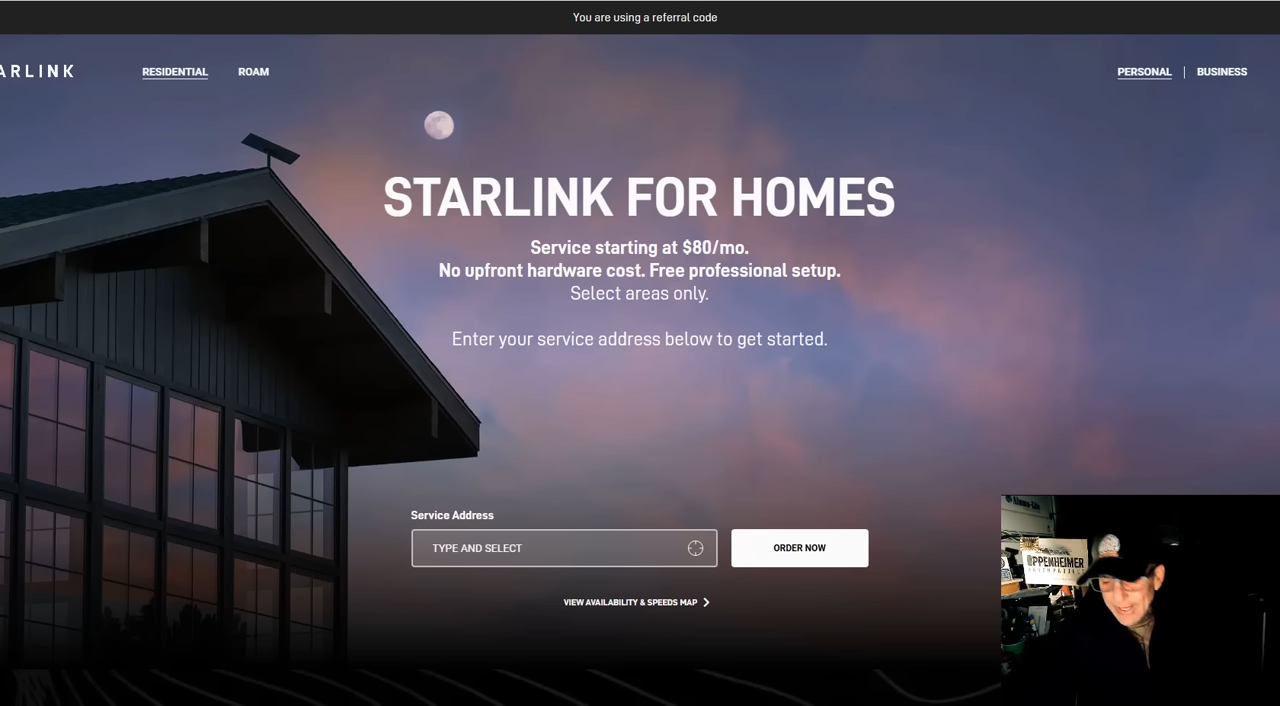 You are using a referral code
ARLINK
RESIDENTIAL
ROAM
PERSONAL
BUSINESS
STARLINK FOR HOMES
Service starting at $80/mo.
No upfront hardware cost. Free professional setup.
Select areas only.
Enter your service address below to get started.
Service Address
TYPE AND SELECT
ORDER NOW
VIEW AVAILABILITY & SPEEDS MAP
OPPENHEIMER